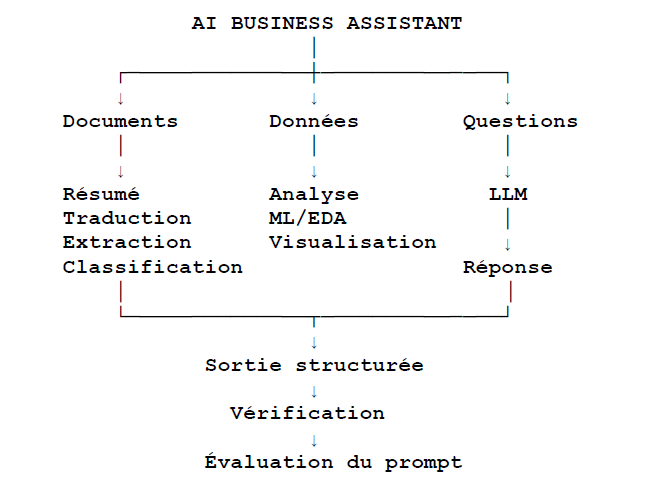 AI BUSINESS ASSISTANT
Documents Données Questions
Résumé Analyse LLM
Traduction ML/EDA
Extraction Visualisation
Classification Réponse
Sortie structurée
Vérification
Évaluation du prompt